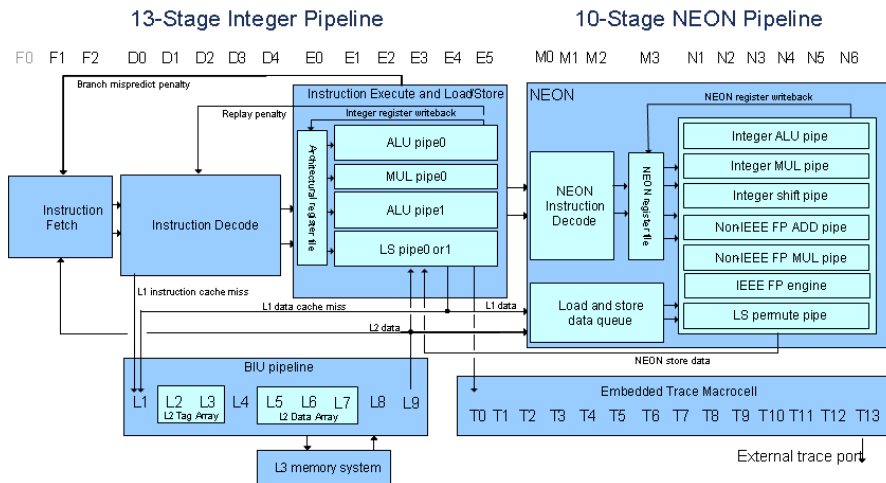 13-Stage Integer Pipeline
10-Stage NEON Pipeline
F0 F1 F2 D0 D1 D2 D3 D4 E0 E1 E2 E3 E4 E5 M0 M1 M2 M3 N1 N2 N3 N4 N5 N6
Branch mispredict penalty
Instruction Execute and Load/Store
NEON
NEON register writeback
Replay penalty
Integer register writeback
Architectural register file
ALU pipe0
MUL pipe0
ALU pipe1
LS pipe0 or1
Instruction
Fetch
Instruction Decode
NEON
Instruction
Decode
NEON register file
Integer ALU pipe
Integer MUL pipe
Integer shift pipe
Non-IEEE FP ADD pipe
Non-IEEE FP MUL pipe
IEEE FP engine
LS permute pipe
Load and store
data queue
L1 instruction cache miss
L1 data cache miss
L1 data
L2 data
NEON store data
BIU pipeline
L1 L2 L3 L4 L5 L6 L7 L8 L9
L2 Tag Array
L2 Data Array
Embedded Trace Macrocell
T0 T1 T2 T3 T4 T5 T6 T7 T8 T9 T10 T11 T12 T13
External trace port
L3 memory system